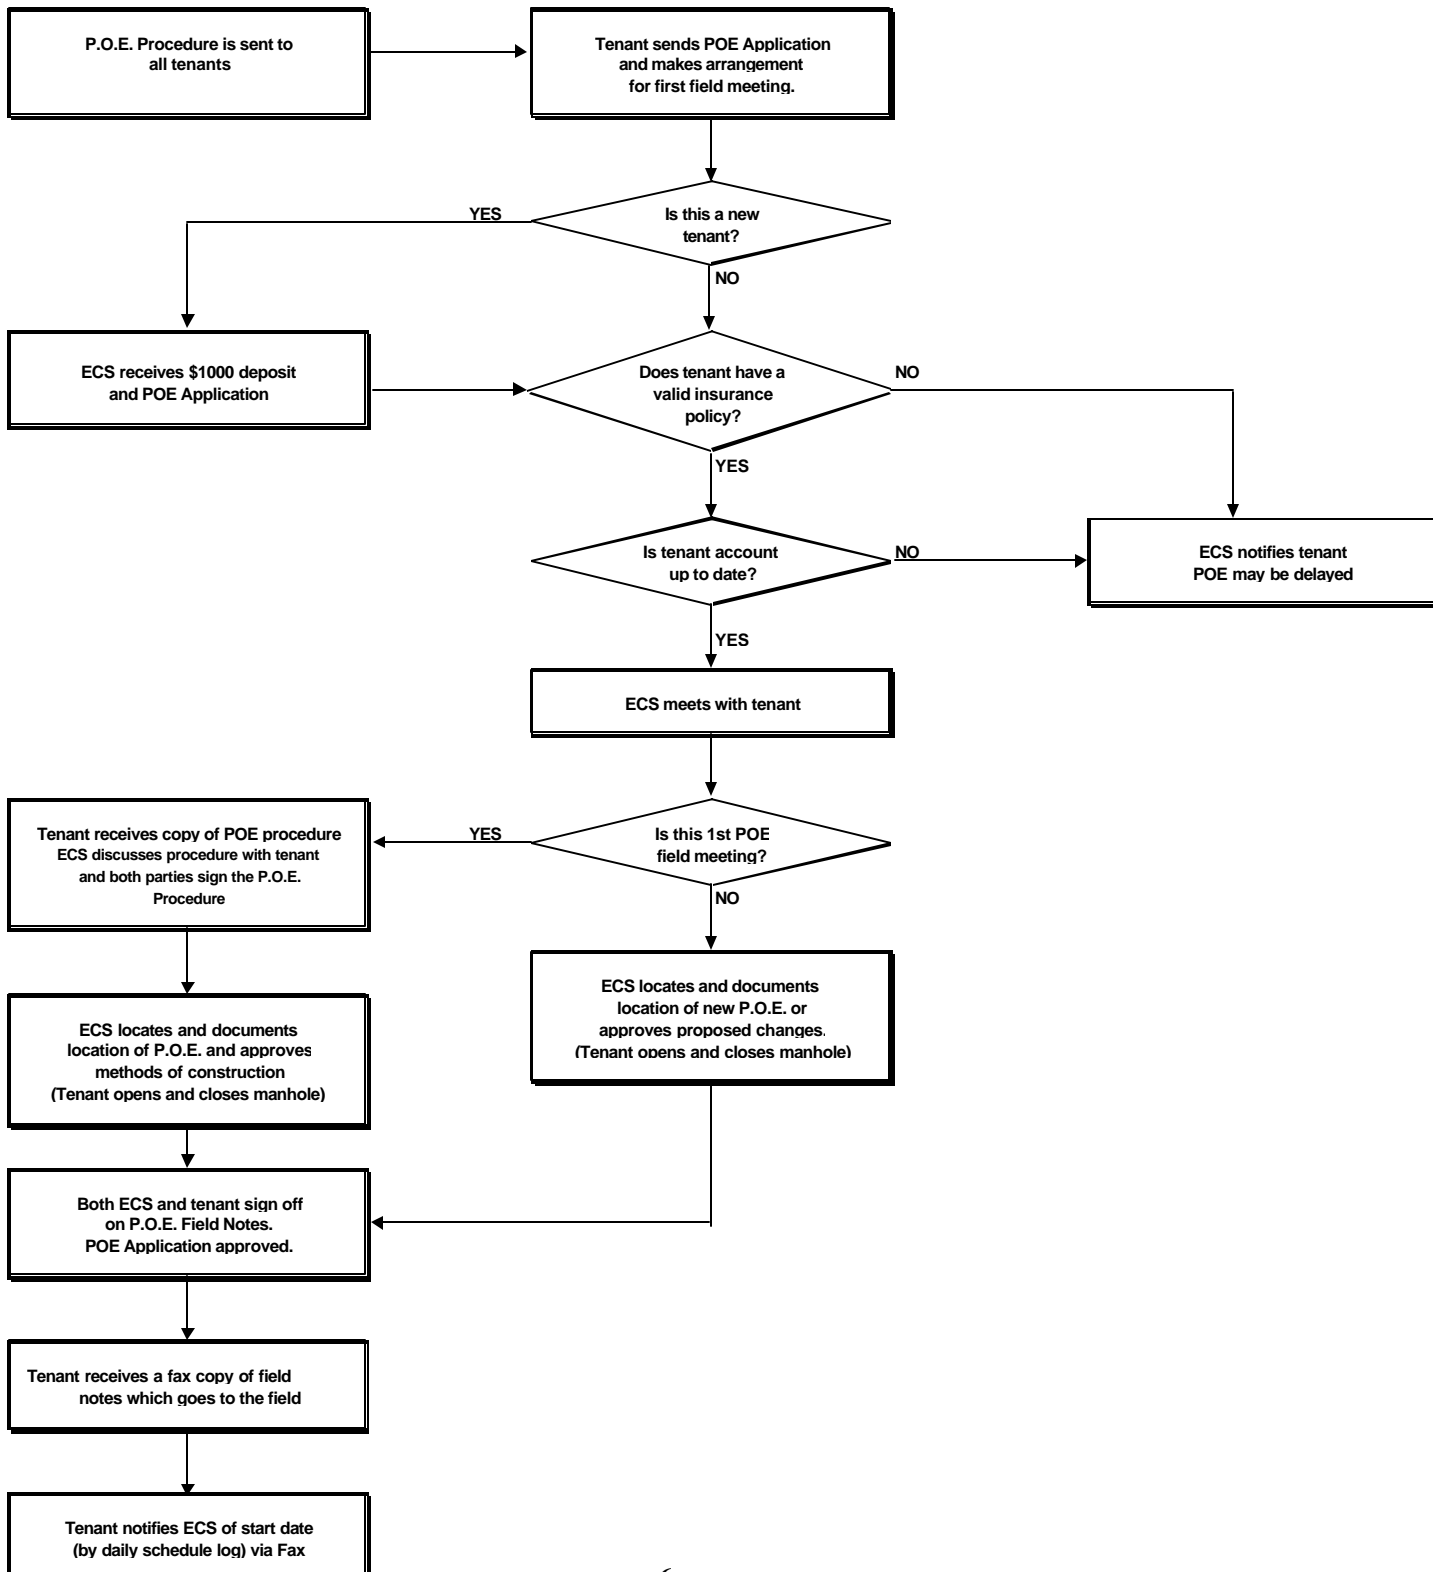 P.O.E. Procedure is sent to
all tenants
Tenant sends POE Application
and makes arrangement
for first field meeting.
YES
Is this a new
tenant?
NO
ECS receives $1000 deposit
and POE Application
Does tenant have a
valid insurance
policy?
NO
YES
Is tenant account
up to date?
NO
ECS notifies tenant
POE may be delayed
YES
ECS meets with tenant
Tenant receives copy of POE procedure
ECS discusses procedure with tenant
and both parties sign the P.O.E.
Procedure
YES
Is this 1st POE
field meeting?
NO
ECS locates and documents
location of new P.O.E. or
approves proposed changes.
(Tenant opens and closes manhole)
ECS locates and documents
location of P.O.E. and approves
methods of construction
(Tenant opens and closes manhole)
Both ECS and tenant sign off
on P.O.E. Field Notes.
POE Application approved.
Tenant receives a fax copy of field
notes which goes to the field
Tenant notifies ECS of start date
(by daily schedule log) via Fax